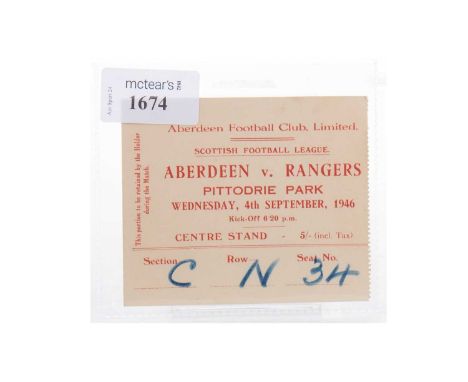 mctear's
1674
Aberdeen Football Club, Limited.
SCOTTISH FOOTBALL LEAGUE.
ABERDEEN v. RANGERS
PITTODRIE PARK
WEDNESDAY, 4th SEPTEMBER, 1946
Kick-Off 6·20 p.m.
CENTRE STAND - 5/- (incl. Tax)
Section C Row N Seat No. 34
This portion to be retained by the Holder
during the Match.